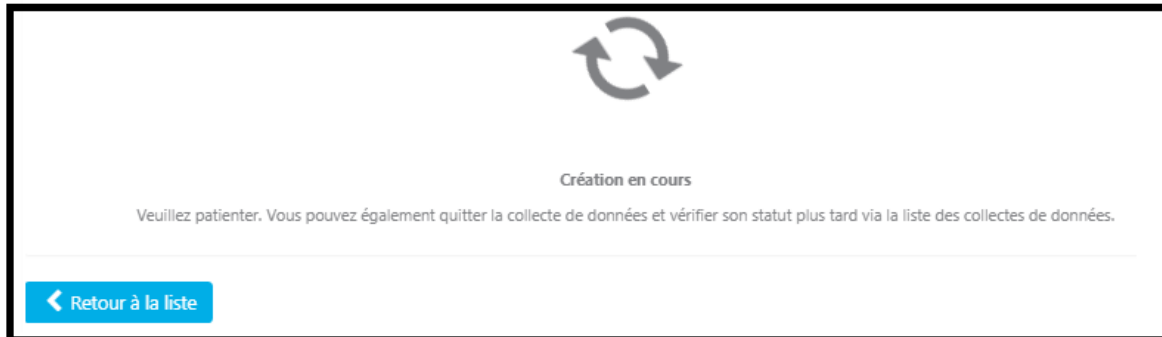 Création en cours
Veuillez patienter. Vous pouvez également quitter la collecte de données et vérifier son statut plus tard via la liste des collectes de données.
Retour à la liste